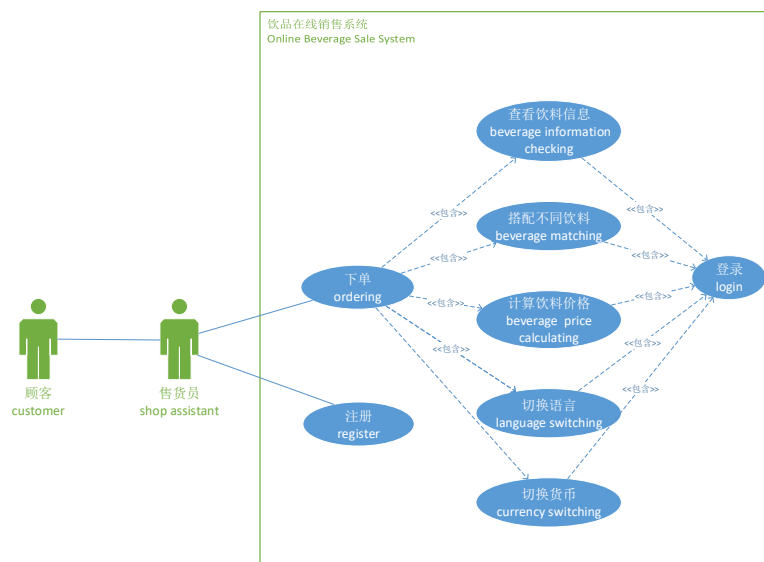 饮品在线销售系统
Online Beverage Sale System
查看饮料信息
beverage information
checking
<<包含>>
<<包含>>
搭配不同饮料
beverage matching
<<包含>>
<<包含>>
下单
ordering
登录
login
计算饮料价格
beverage price
calculating
<<包含>>
<<包含>>
<<包含>>
<<包含>>
<<包含>>
顾客
customer
售货员
shop assistant
切换语言
language switching
注册
register
切换货币
currency switching